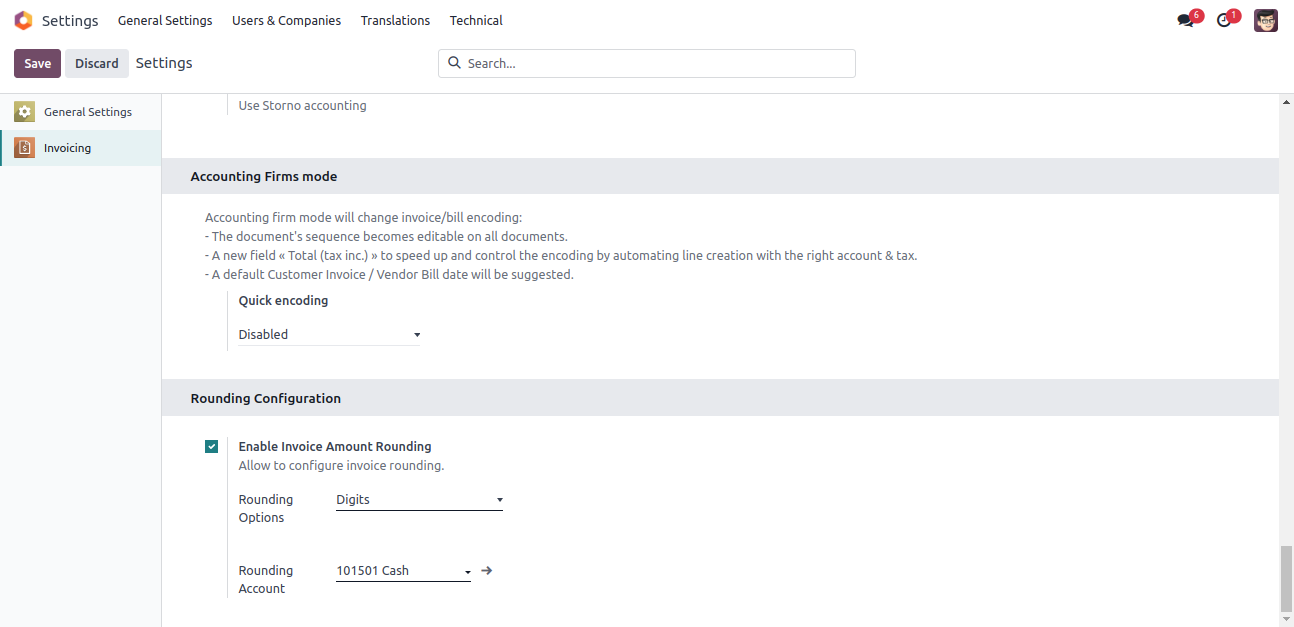 Settings General Settings Users & Companies Translations Technical 6 1
Save Discard Settings Search...
General Settings
Invoicing
Use Storno accounting
Accounting Firms mode
Accounting firm mode will change invoice/bill encoding:
- The document's sequence becomes editable on all documents.
- A new field « Total (tax inc.) » to speed up and control the encoding by automating line creation with the right account & tax.
- A default Customer Invoice / Vendor Bill date will be suggested.
Quick encoding
Disabled
Rounding Configuration
Enable Invoice Amount Rounding
Allow to configure invoice rounding.
Rounding Options Digits
Rounding Account 101501 Cash